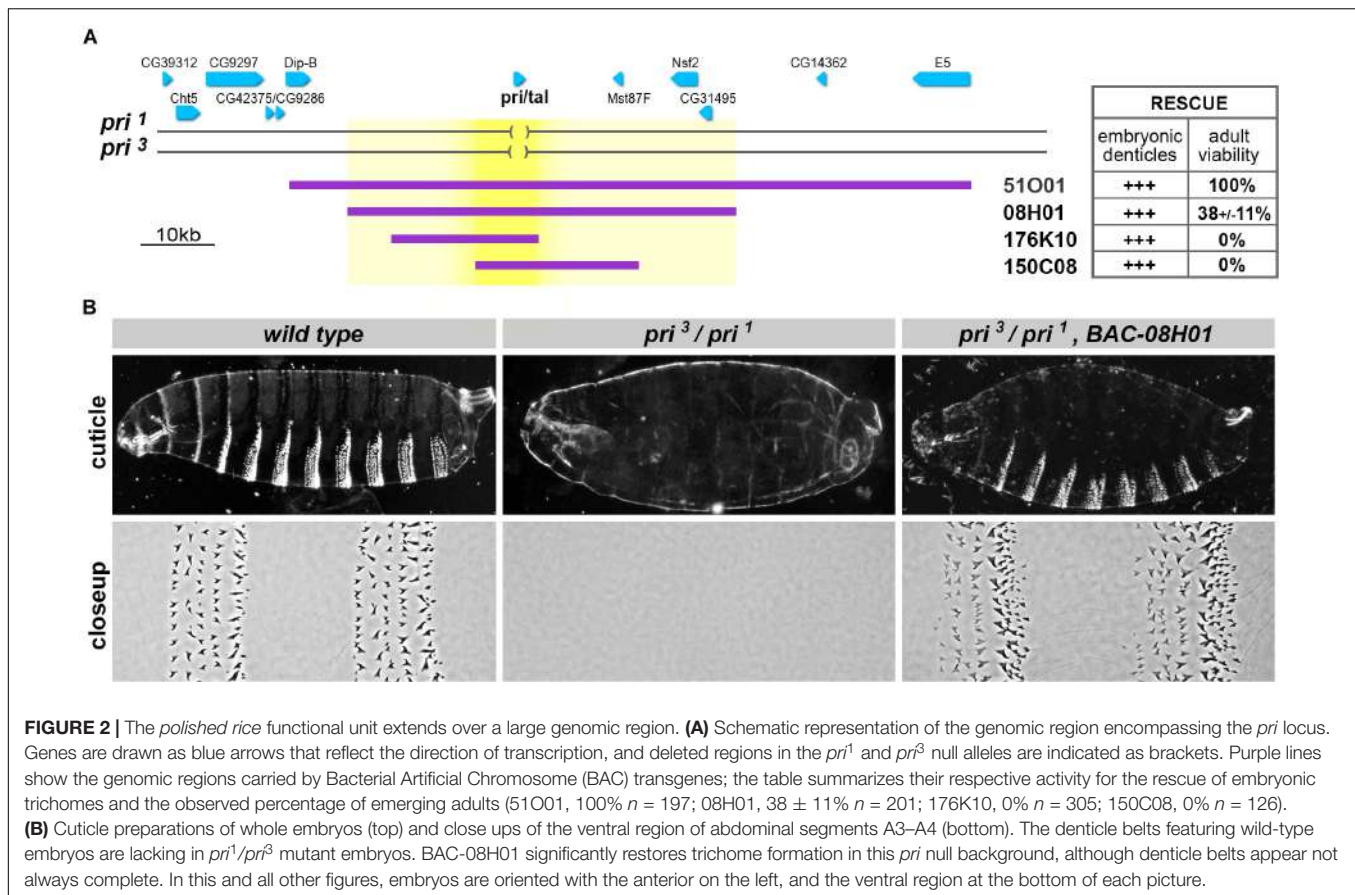 A
CG39312 CG9297 Dip-B Nsf2 CG14362 E5
Cht5 CG42375/CG9286 pri/tal Mst87F CG31495
pri 1
pri 3
51O01
08H01
176K10
150C08
10kb
RESCUE
embryonic denticles adult viability
+++ 100%
+++ 38+/-11%
+++ 0%
+++ 0%
B
wild type pri 3 / pri 1 pri 3 / pri 1 , BAC-08H01
cuticle
closeup
FIGURE 2 | The polished rice functional unit extends over a large genomic region. (A) Schematic representation of the genomic region encompassing the pri locus.
Genes are drawn as blue arrows that reflect the direction of transcription, and deleted regions in the pri1 and pri3 null alleles are indicated as brackets. Purple lines
show the genomic regions carried by Bacterial Artificial Chromosome (BAC) transgenes; the table summarizes their respective activity for the rescue of embryonic
trichomes and the observed percentage of emerging adults (51O01, 100% n = 197; 08H01, 38 ± 11% n = 201; 176K10, 0% n = 305; 150C08, 0% n = 126).
(B) Cuticle preparations of whole embryos (top) and close ups of the ventral region of abdominal segments A3–A4 (bottom). The denticle belts featuring wild-type
embryos are lacking in pri1/pri3 mutant embryos. BAC-08H01 significantly restores trichome formation in this pri null background, although denticle belts appear not
always complete. In this and all other figures, embryos are oriented with the anterior on the left, and the ventral region at the bottom of each picture.